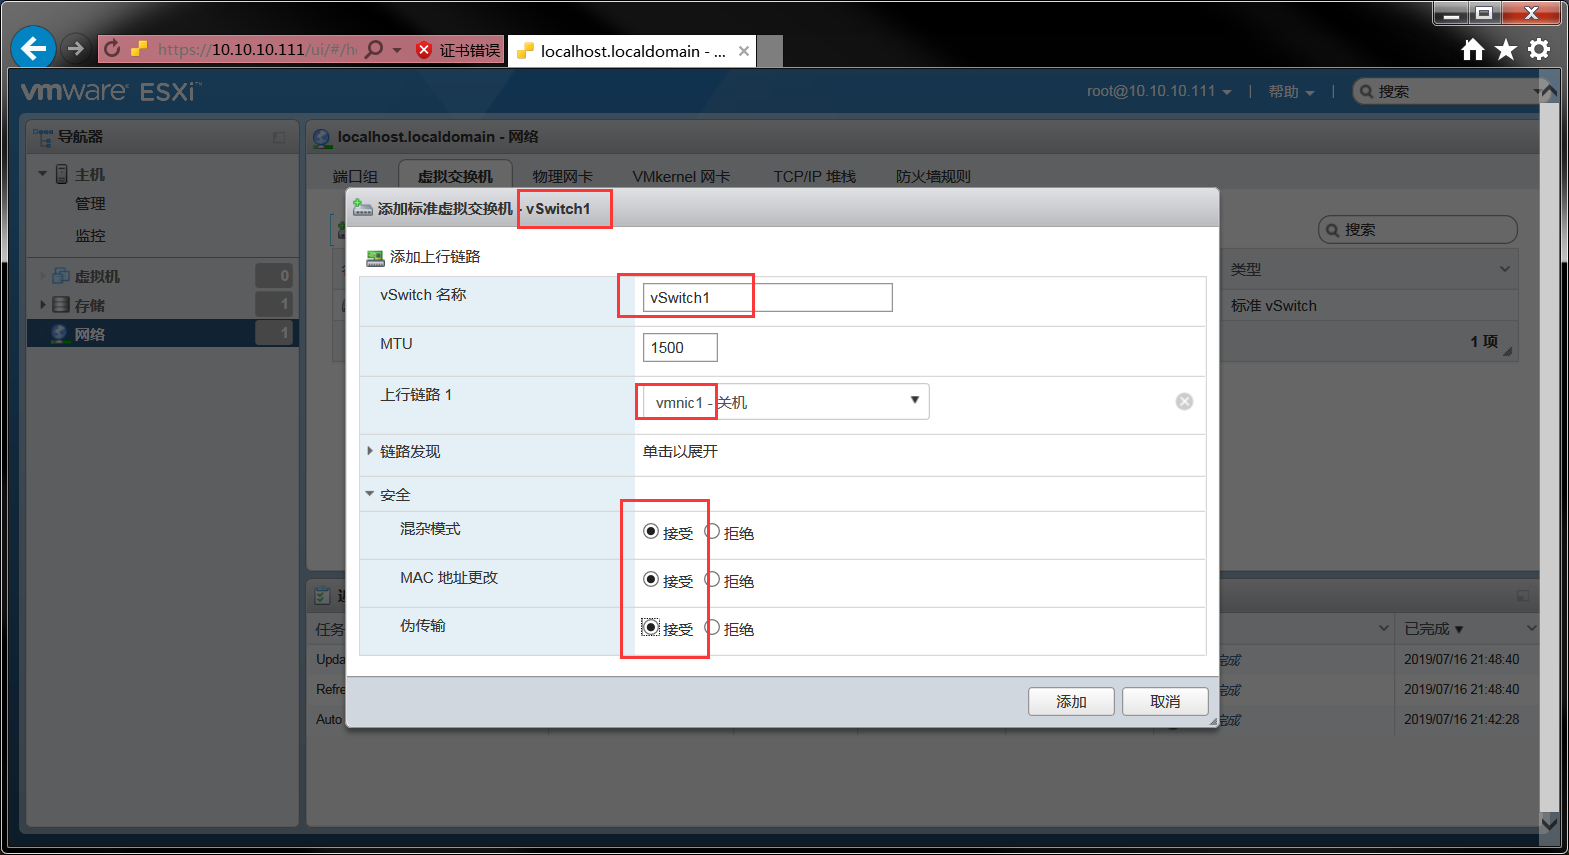 https://10.10.10.111/ui/#/h
证书错误
localhost.localdomain - ...
vmware ESXi™
root@10.10.10.111
|
帮助
|
搜索
导航器
主机
管理
监控
虚拟机
0
存储
1
网络
1
localhost.localdomain - 网络
端口组
虚拟交换机
物理网卡
VMkernel 网卡
TCP/IP 堆栈
防火墙规则
搜索
类型
标准 vSwitch
1 项
添加标准虚拟交换机 - vSwitch1
添加上行链路
vSwitch 名称
vSwitch1
MTU
1500
上行链路 1
vmnic1 - 关机
链路发现
单击以展开
安全
混杂模式
接受
拒绝
MAC 地址更改
接受
拒绝
伪传输
接受
拒绝
添加
取消
任务
已完成▼
Upda
完成
2019/07/16 21:48:40
Refre
完成
2019/07/16 21:48:40
Auto
完成
2019/07/16 21:42:28